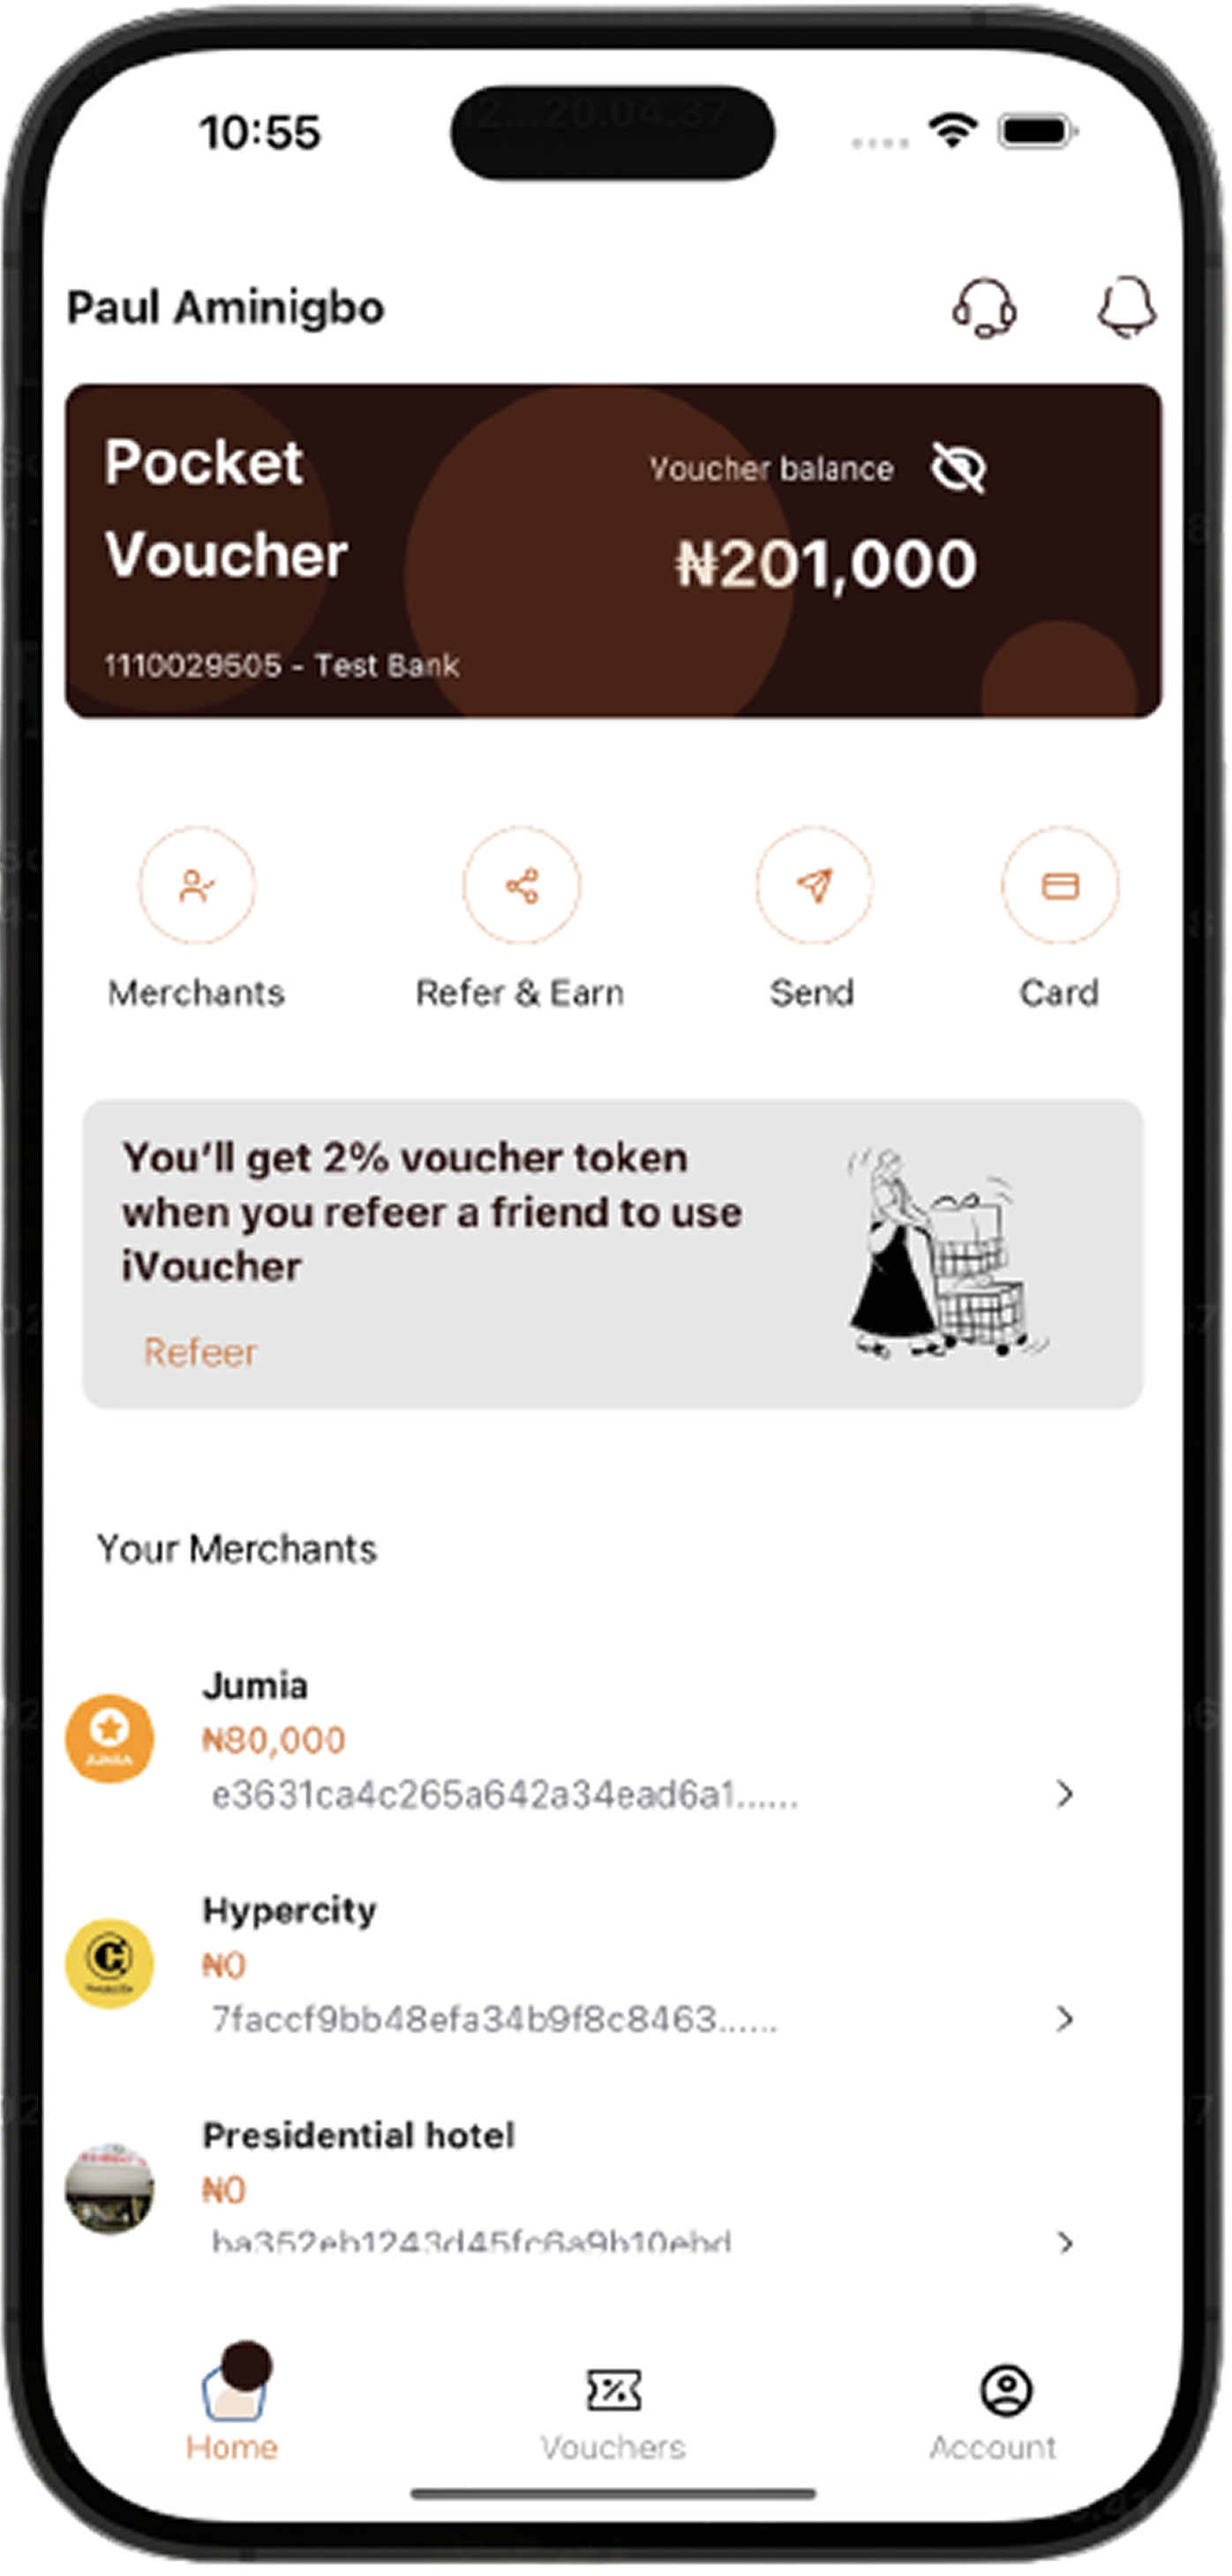 10:55
Paul Aminigbo
Pocket
Voucher balance
Voucher
₦201,000
1110029505 - Test Bank
Merchants
Refer & Earn
Send
Card
You'll get 2% voucher token
when you refeer a friend to use
iVoucher
Refeer
Your Merchants
Jumia
₦80,000
JUMIA
e3631ca4c265a642a34ead6a1......
Hypercity
₦0
7faccf9bb48efa34b9f8c8463......
Presidential hotel
₦0
ba352eb1243d45fc6a9b10ebd
Home
Vouchers
Account